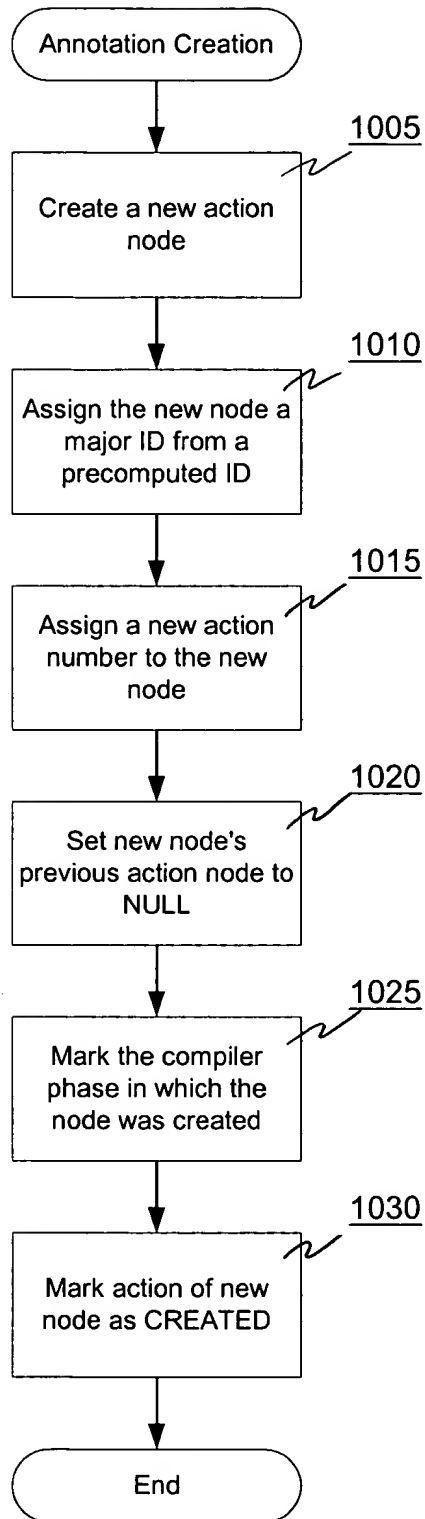 Annotation Creation
1005
Create a new action
node
1010
Assign the new node a
major ID from a
precomputed ID
1015
Assign a new action
number to the new
node
1020
Set new node's
previous action node to
NULL
1025
Mark the compiler
phase in which the
node was created
1030
Mark action of new
node as CREATED
End